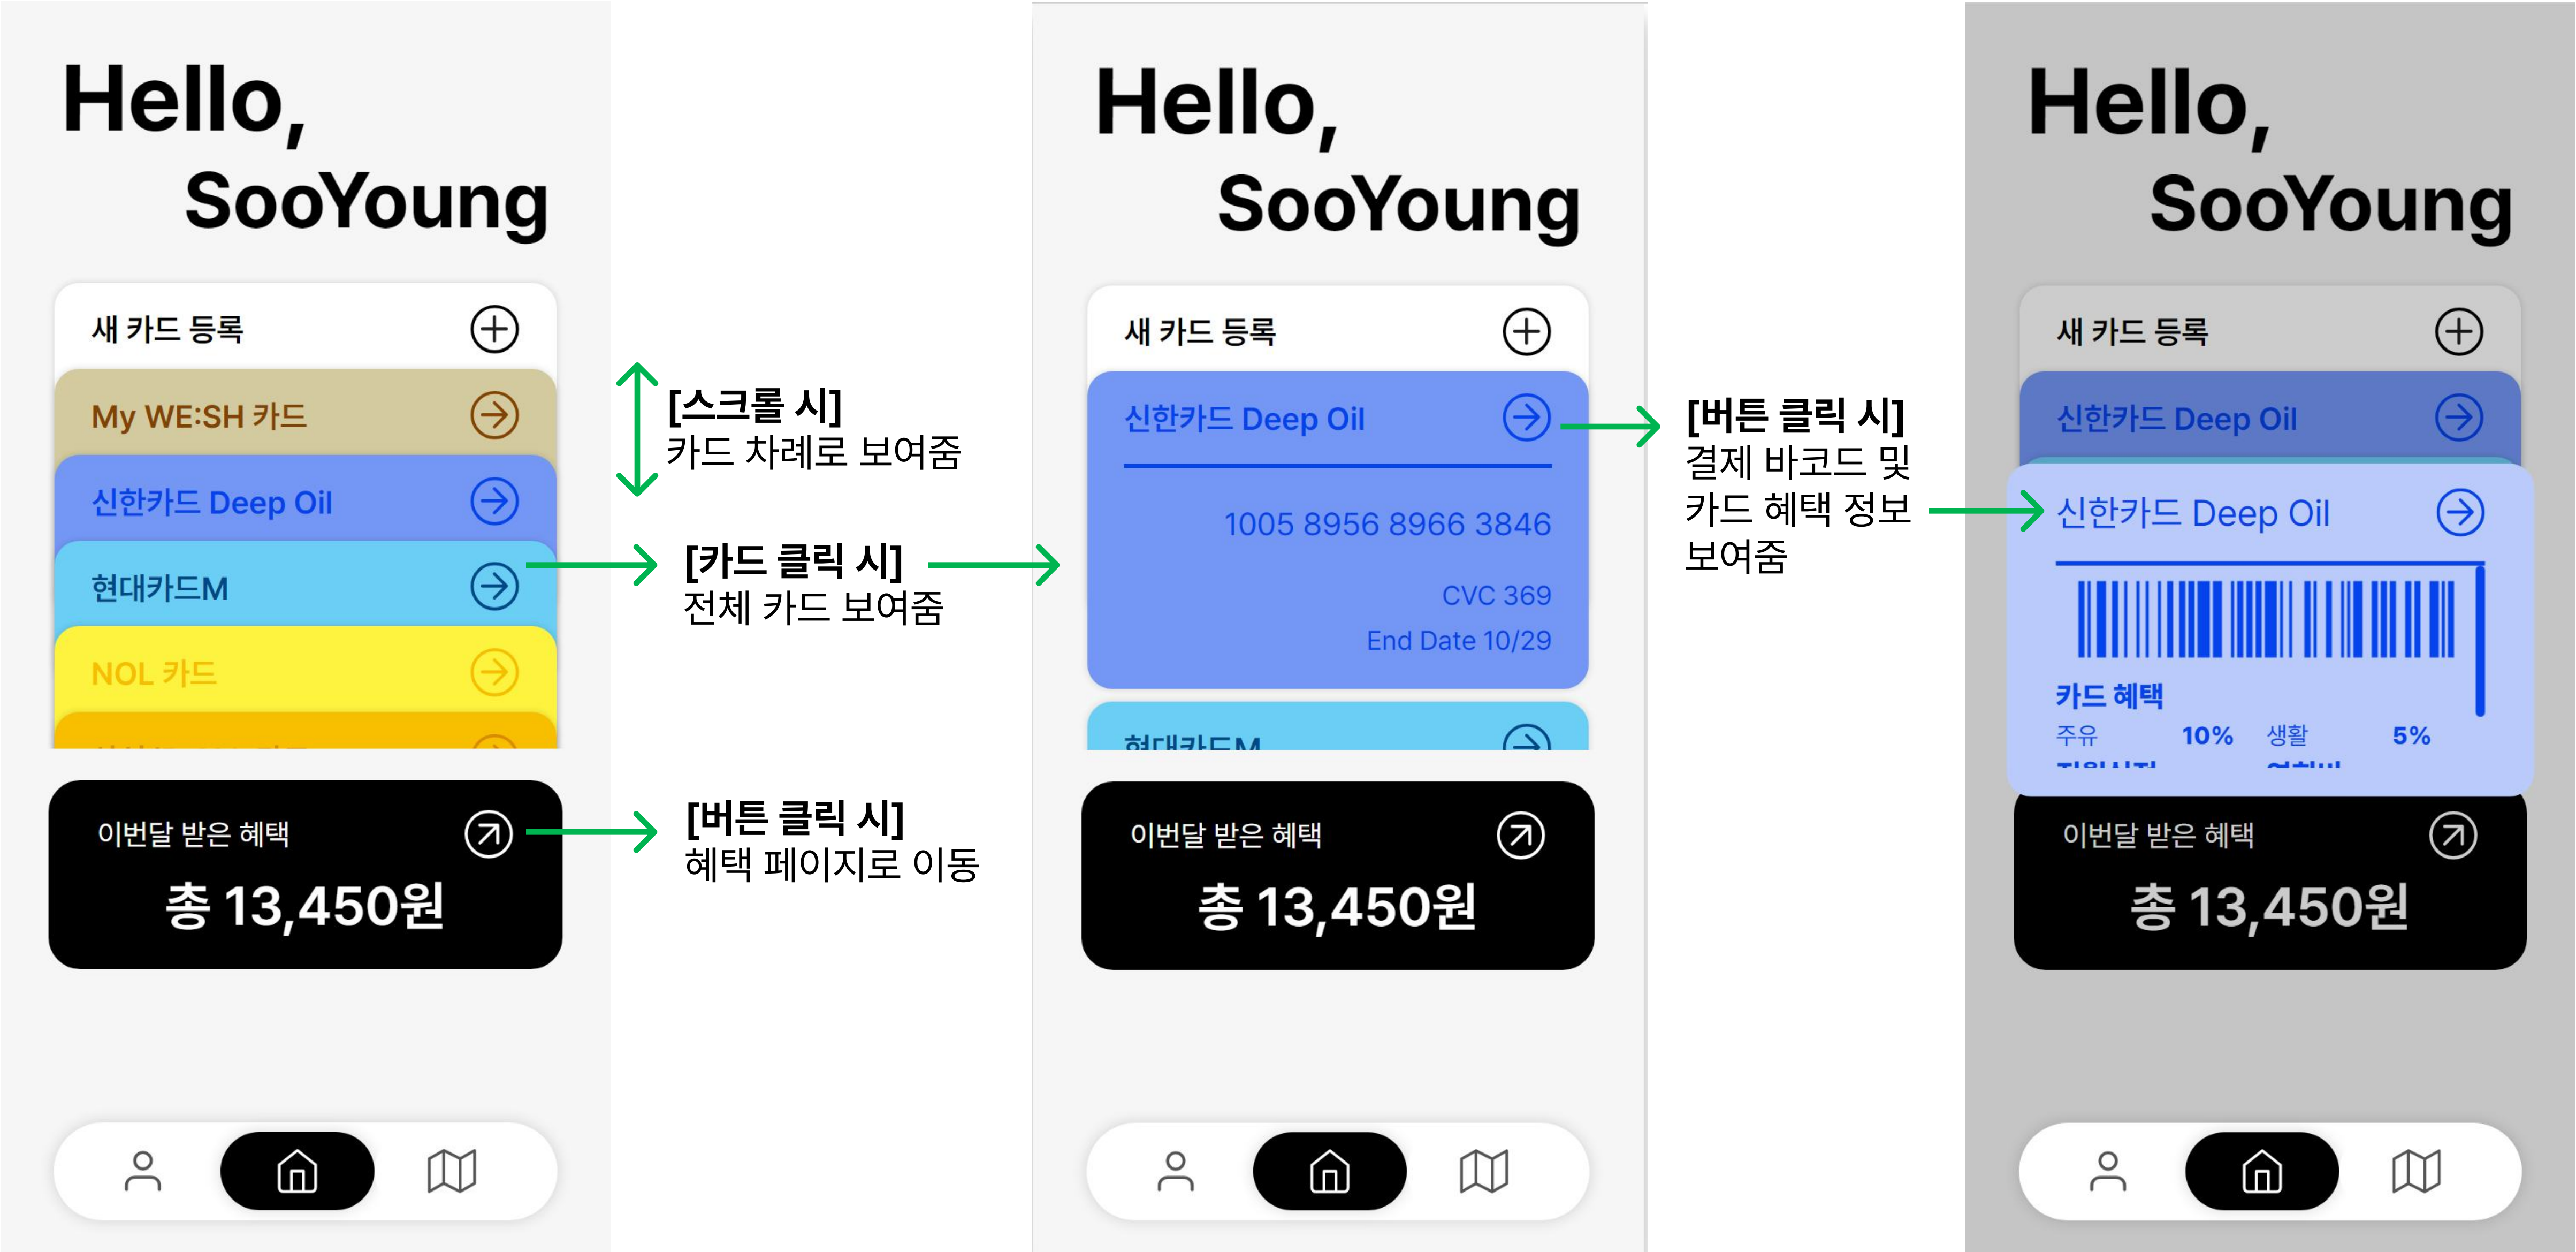 Hello,
SooYoung
새 카드 등록
My WE:SH 카드
신한카드 Deep Oil
현대카드M
NOL 카드
이번달 받은 혜택
총 13,450원
[스크롤 시]
카드 차례로 보여줌
[카드 클릭 시]
전체 카드 보여줌
[버튼 클릭 시]
혜택 페이지로 이동
Hello,
SooYoung
새 카드 등록
신한카드 Deep Oil
1005 8956 8966 3846
CVC 369
End Date 10/29
현대카드M
이번달 받은 혜택
총 13,450원
[버튼 클릭 시]
결제 바코드 및
카드 혜택 정보
보여줌
Hello,
SooYoung
새 카드 등록
신한카드 Deep Oil
신한카드 Deep Oil
카드 혜택
주유 10% 생활 5%
이번달 받은 혜택
총 13,450원